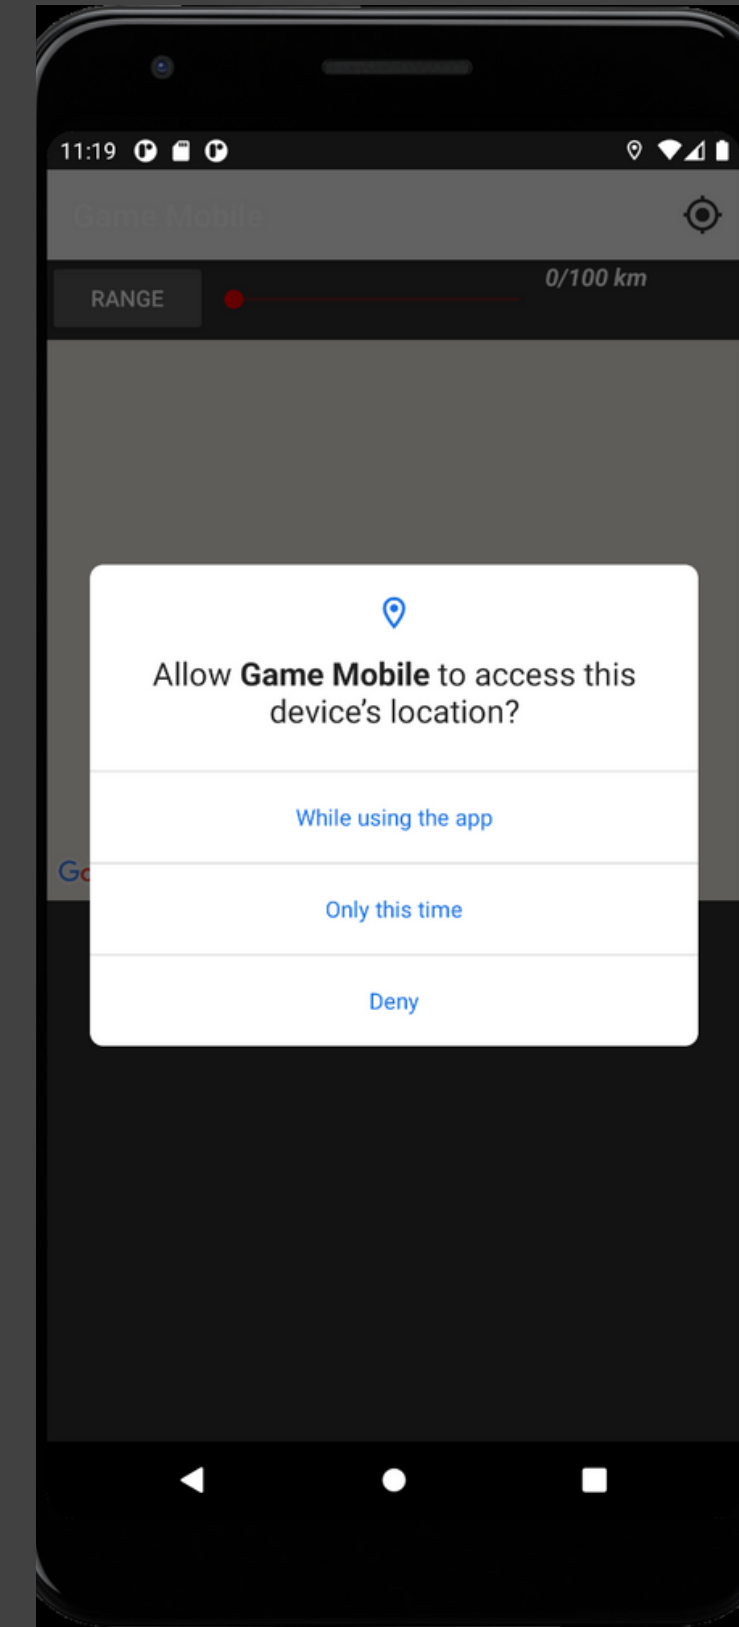 11:19
Game Mobile
RANGE
0/100 km
Allow Game Mobile to access this
device’s location?
While using the app
Only this time
Deny
Go